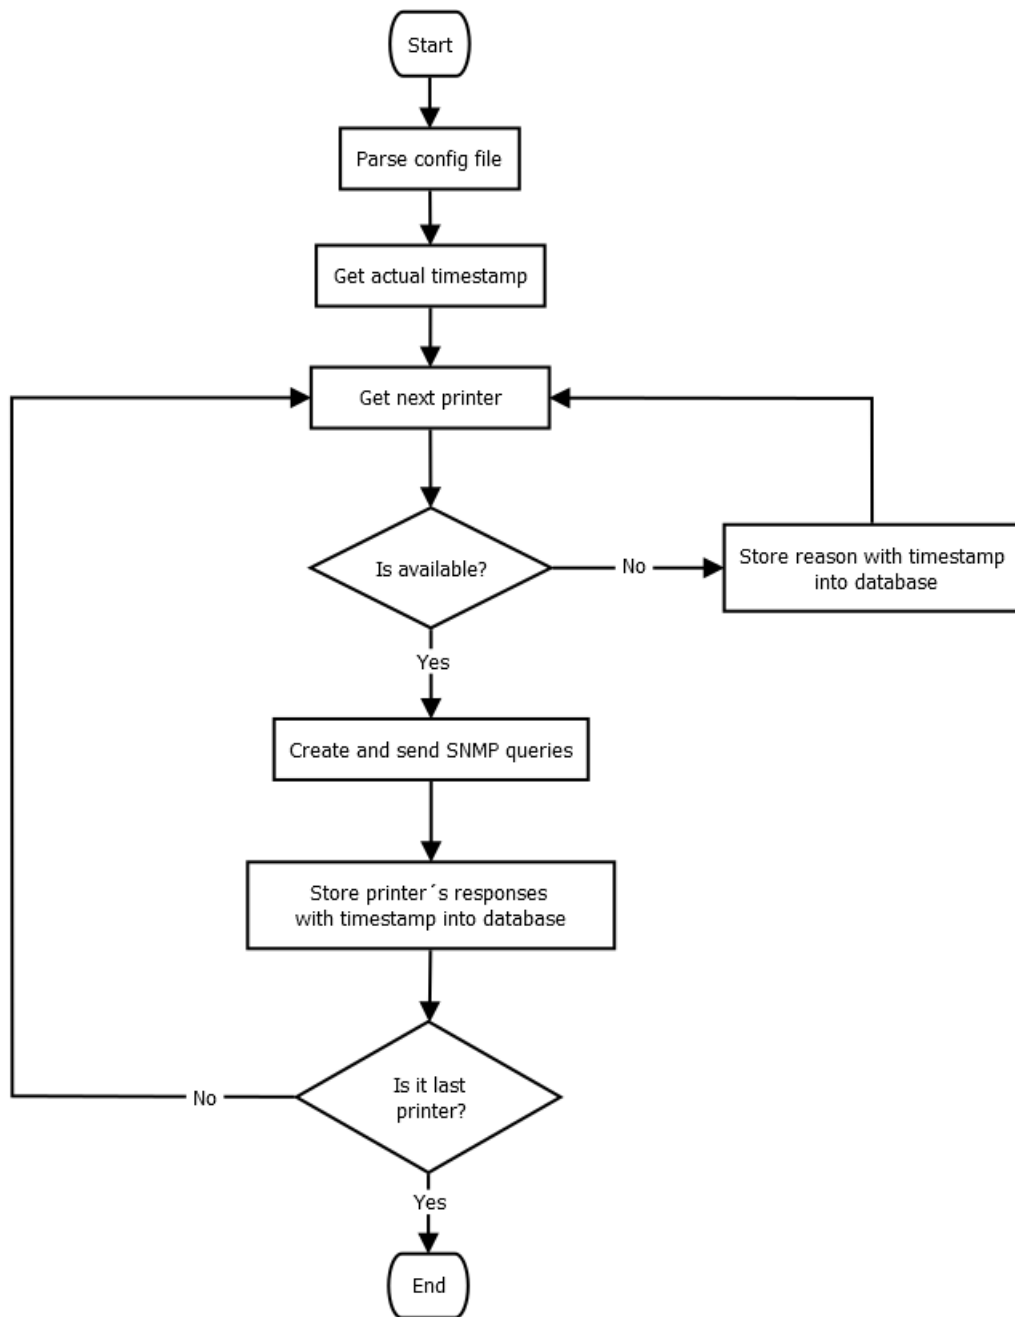 Start
Parse config file
Get actual timestamp
Get next printer
Is available?
No
Store reason with timestamp
into database
Yes
Create and send SNMP queries
Store printer´s responses
with timestamp into database
Is it last
printer?
No
Yes
End